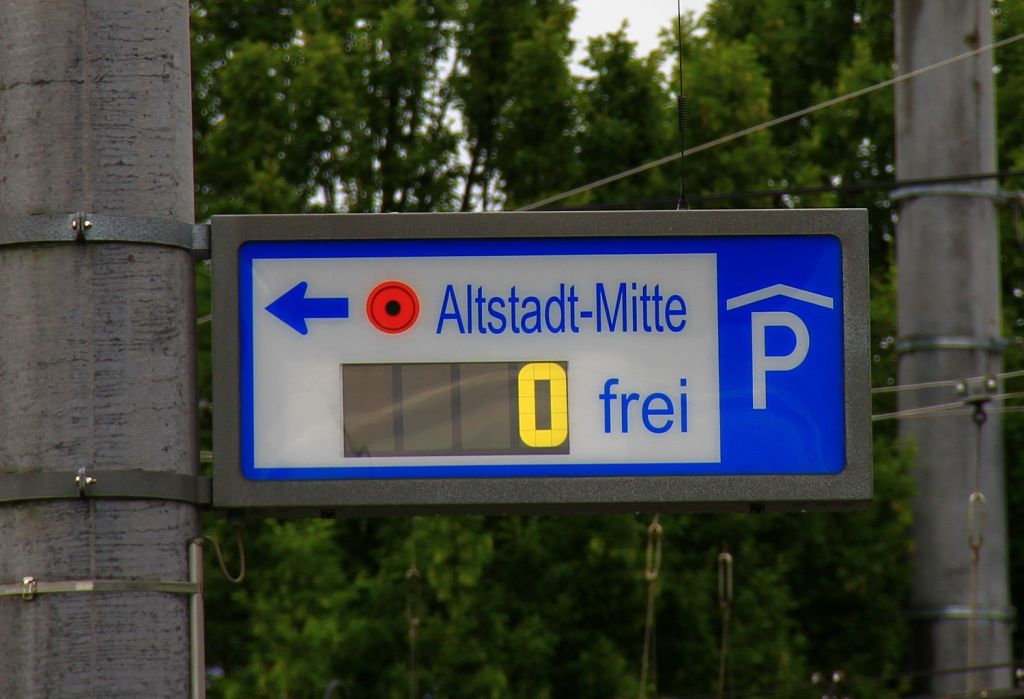 Altstadt-Mitte
0 frei
P